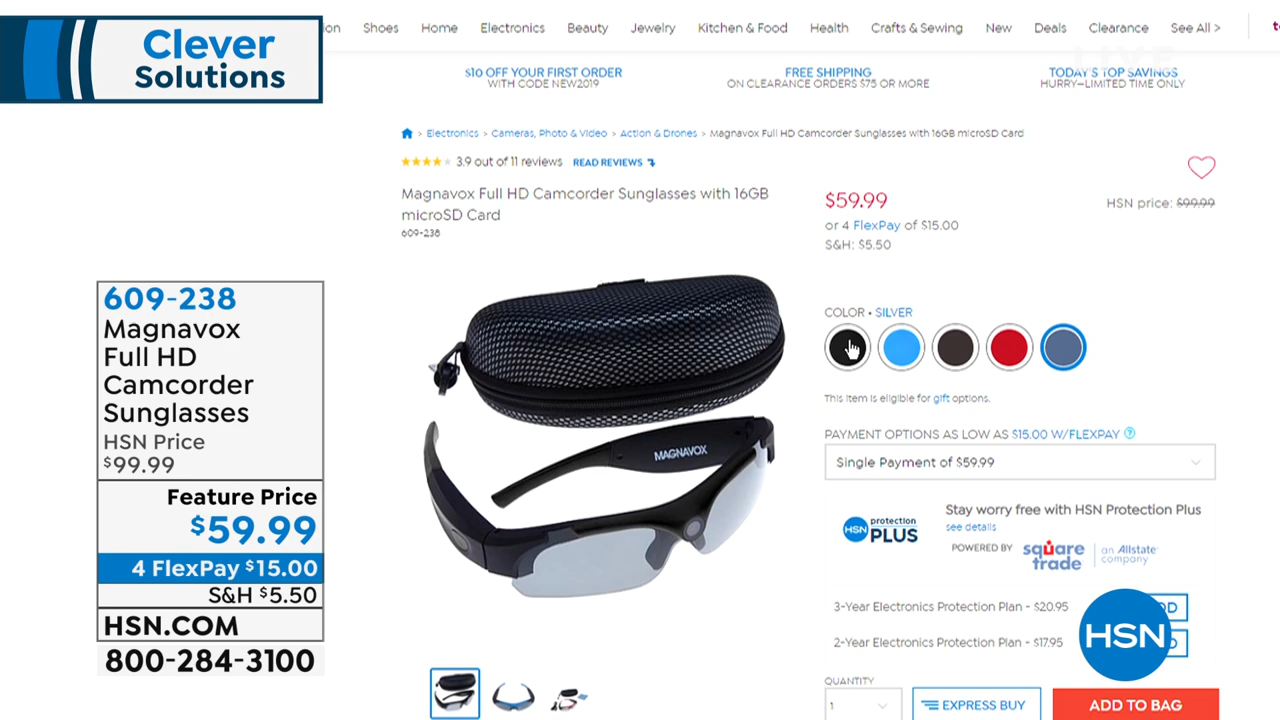 Clever
Solutions
Shoes
Home
Electronics
Beauty
Jewelry
Kitchen & Food
Health
Crafts & Sewing
New
Deals
Clearance
See All >
LIVE
$10 OFF YOUR FIRST ORDER
WITH CODE NEW2019
FREE SHIPPING
ON CLEARANCE ORDERS $75 OR MORE
TODAY'S TOP SAVINGS
HURRY—LIMITED TIME ONLY
> Electronics > Cameras, Photo & Video > Action & Drones > Magnavox Full HD Camcorder Sunglasses with 16GB microSD Card
3.9 out of 11 reviews READ REVIEWS
Magnavox Full HD Camcorder Sunglasses with 16GB
microSD Card
609-238
$59.99
HSN price: $99.99
or 4 FlexPay of $15.00
S&H: $5.50
COLOR • SILVER
This item is eligible for gift options.
PAYMENT OPTIONS AS LOW AS $15.00 W/FLEXPAY ?
Single Payment of $59.99
HSN protection PLUS
Stay worry free with HSN Protection Plus
see details
POWERED BY
square
trade
an Allstate
company
3-Year Electronics Protection Plan - $20.95
2-Year Electronics Protection Plan - $17.95
QUANTITY
1
EXPRESS BUY
ADD TO BAG
MAGNAVOX
609-238
Magnavox
Full HD
Camcorder
Sunglasses
HSN Price
$99.99
Feature Price
$59.99
4 FlexPay $15.00
S&H $5.50
HSN.COM
800-284-3100
HSN